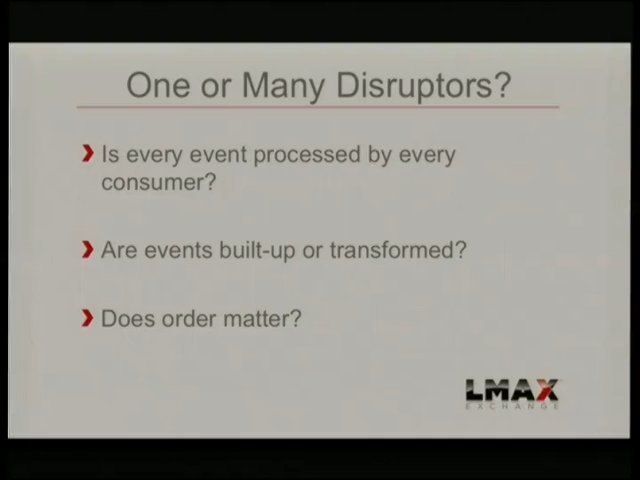 One or Many Disruptors?
Is every event processed by every
consumer?
Are events built-up or transformed?
Does order matter?
LMAX
EXCHANGE